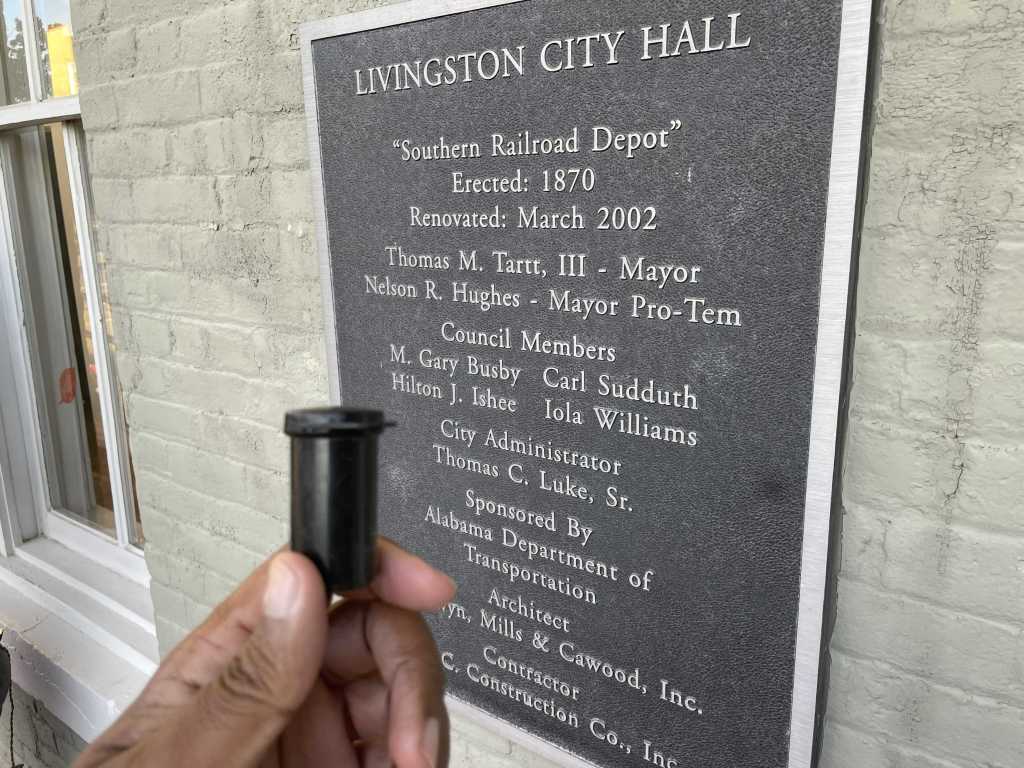 LIVINGSTON CITY HALL
“Southern Railroad Depot”
Erected: 1870
Renovated: March 2002
Thomas M. Tartt, III - Mayor
Nelson R. Hughes - Mayor Pro-Tem
Council Members
M. Gary Busby Carl Sudduth
Hilton J. Ishee Iola Williams
City Administrator
Thomas C. Luke, Sr.
Sponsored By
Alabama Department of
Transportation
Architect
Mills & Cawood, Inc.
Contractor
C. Construction Co., Inc.